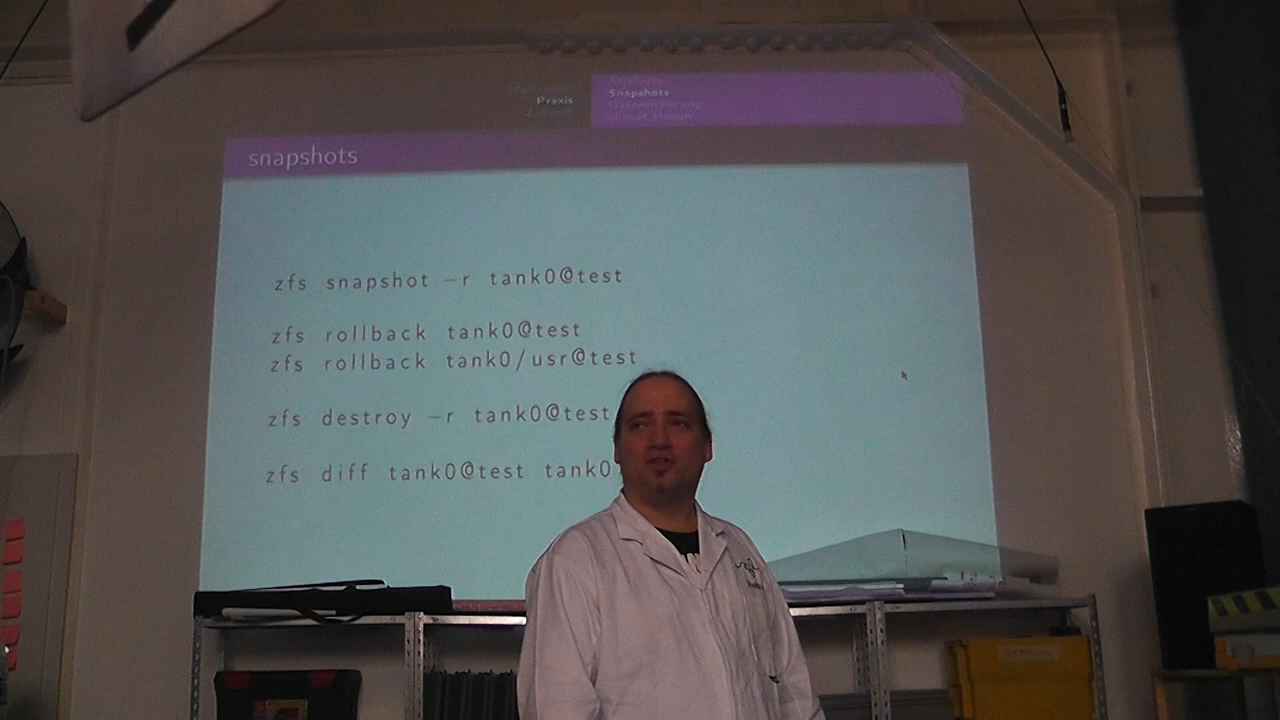 Praxis
Snapshots
snapshots
zfs snapshot –r tank0@test
zfs rollback tank0@test
zfs rollback tank0/usr@test
zfs destroy –r tank0@test
zfs diff tank0@test tank0